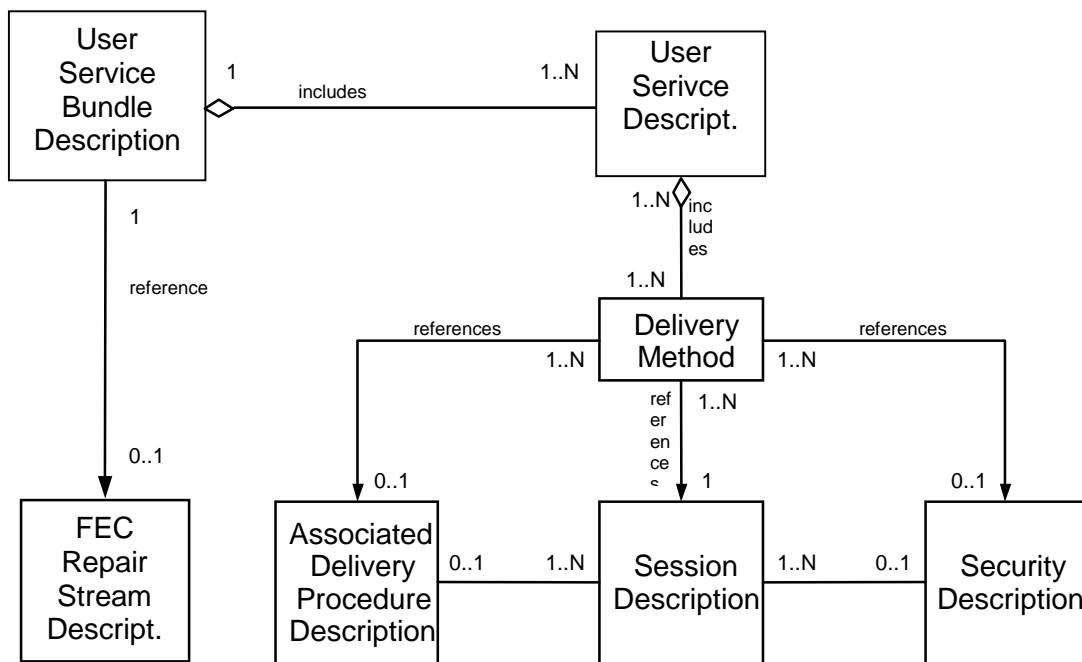 User
Service
Bundle
Description
1
includes
1..N
User
Serivce
Descript.
1
reference
0..1
1..N
inc
lud
es
1..N
Delivery
Method
references
1..N
references
1..N
ref
er
en
ce
s
1..N
0..1
1
0..1
FEC
Repair
Stream
Descript.
Associated
Delivery
Procedure
Description
0..1
1..N
Session
Description
1..N
0..1
Security
Description